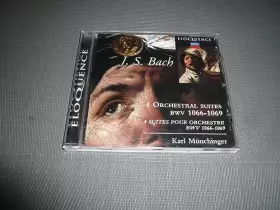 ELOQUENCE
ELOQUENCE
J. S. Bach
4 ORCHESTRAL SUITES
BWV 1066–1069
4 SUITES POUR ORCHESTRE
BWV 1066–1069
Karl Münchinger